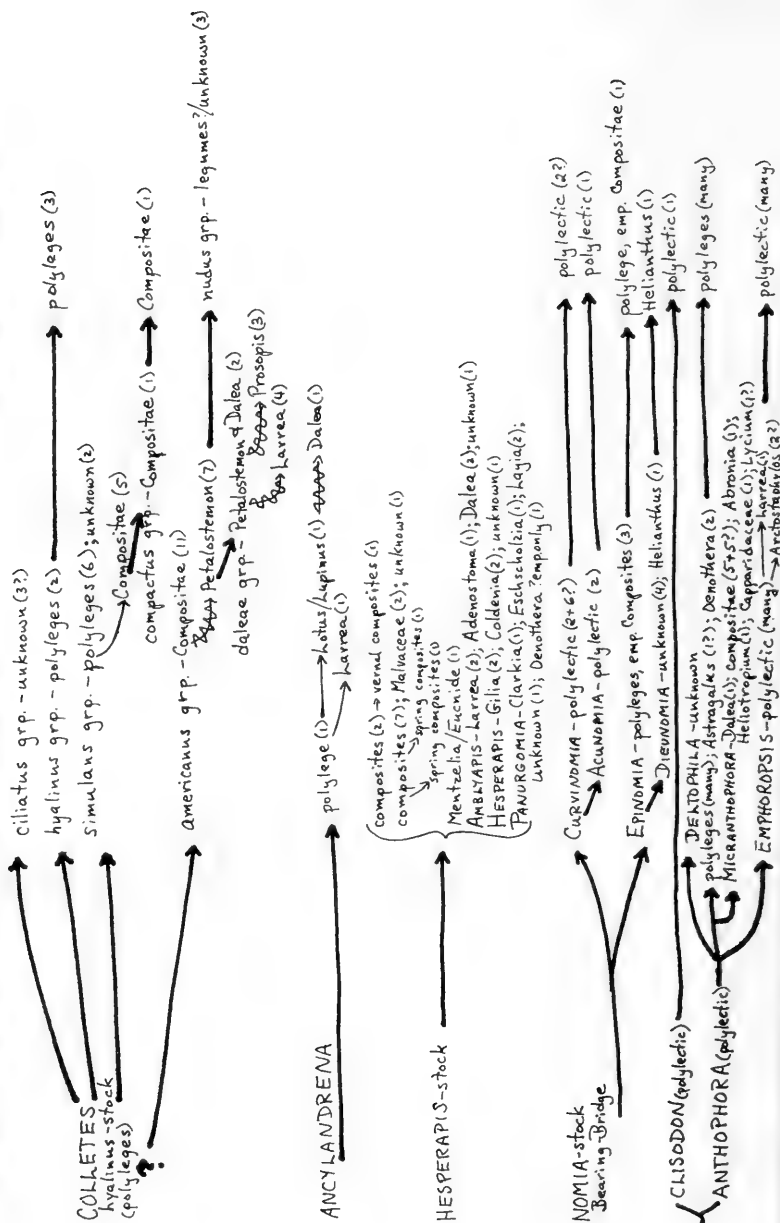 COLLETES
hyalinus-stock
(polyleges)
?
ciliatus grp.-unknown (3?)
hyalinus grp.-polyleges (2)
polyleges (3)
simulans grp.-polyleges (6); unknown (2)
Compositae (5)
compactus grp.-Compositae (1)
Compositae (1)
americanus grp.-Compositae (11)
Petalostemon (7)
nudus grp.-legumes?/unknown (3)
daleae grp.-Petalostemon & Dalea (2)
Prosopis (3)
Larrea (4)
ANCYLANDRENA
polylege (1)
Lotus/Lupinus (1)
Dalea (1)
Larrea (1)
HESPERAPIS-stock
composites (2)
vernal composites (1)
composites (7); Malvaceae (2); unknown (1)
spring composites (1)
spring composites (1)
Mentzelia/Eucnide (1)
AMBLYAPIS-Larrea (2); Adenostoma (1); Dalea (2); unknown (1)
HESPERAPIS-Gilia (2); Coldenia (2); unknown (1)
PANURGOMIA-Clarkia (1); Eschscholzia (1); Layia (2);
unknown (1); Oenothera? emp. only (1)
NOMIA-stock
Bearing-Bridge
CURVINOMIA-polylectic (2+6?)
polylectic (2?)
ACUNOMIA-polylectic (2)
polylectic (1)
EPINOMIA-polyleges, emp. Composites (3)
polylege, emp. Compositae (1)
DIEUNOMIA-unknown (4); Helianthus (1)
Helianthus (1)
CLISODON (polylectic)
polylectic (1)
ANTHOPHORA (polylectic)
DELTOPHILA-unknown
polyleges (many); Astragalus (1?); Oenothera (2)
polyleges (many)
MICRANTHOPHORA-Dalea (1); Compositae (5+5?); Abronia (1);
Heliotropium (1); Capparidaceae (1); Lycium (1?)
EMPHOROPSIS-polylectic (many)
Larrea (1)
Arctostaphylos (2?)
polylectic (many)